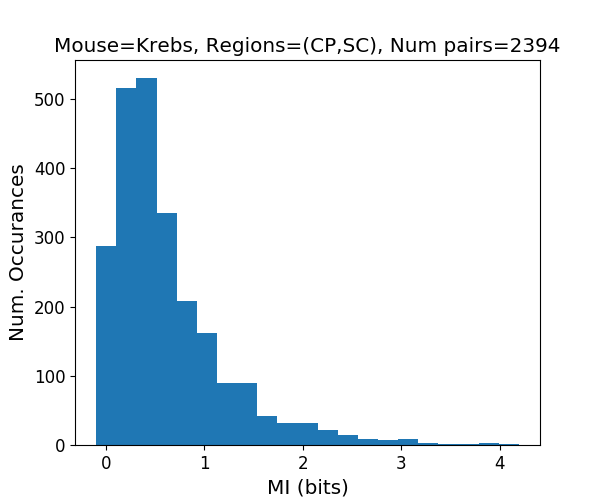 Mouse=Krebs, Regions=(CP,SC), Num pairs=2394
Num. Occurances
500
400
300
200
100
0
0 1 2 3 4
MI (bits)